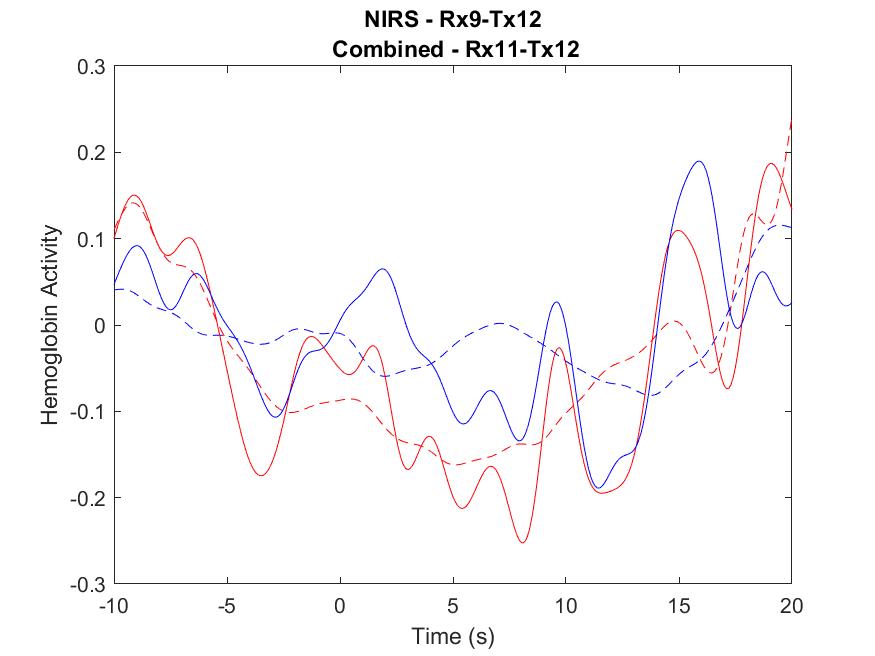 NIRS - Rx9-Tx12
Combined - Rx11-Tx12
0.3
0.2
0.1
0
-0.1
-0.2
-0.3
Hemoglobin Activity
-10 -5 0 5 10 15 20
Time (s)